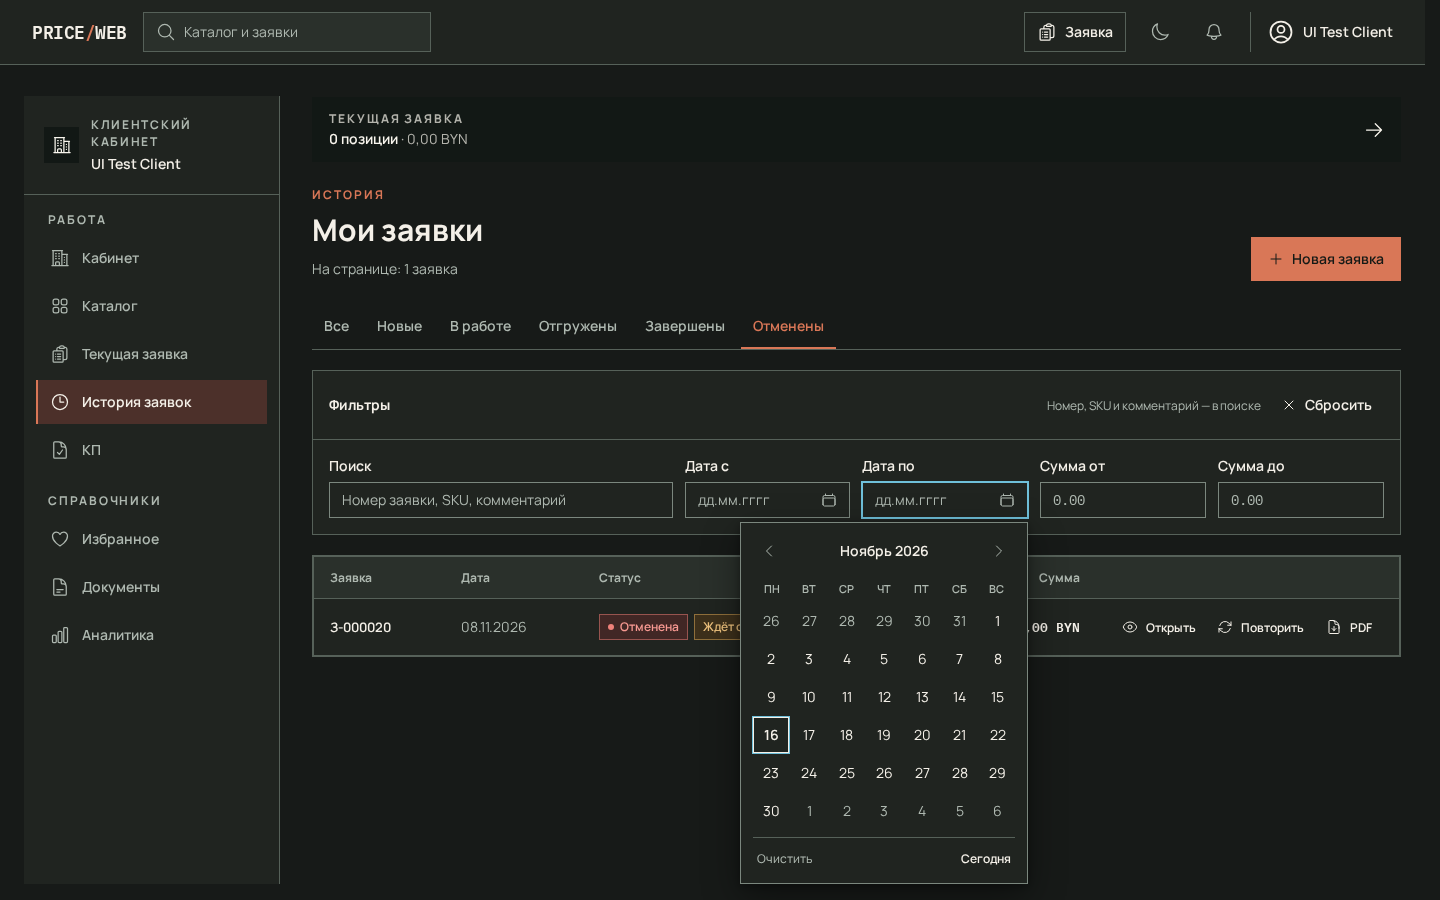 PRICE/WEB
Каталог и заявки
Заявка
UI Test Client
КЛИЕНТСКИЙ
КАБИНЕТ
UI Test Client
РАБОТА
Кабинет
Каталог
Текущая заявка
История заявок
КП
СПРАВОЧНИКИ
Избранное
Документы
Аналитика
ТЕКУЩАЯ ЗАЯВКА
0 позиции · 0,00 BYN
ИСТОРИЯ
Мои заявки
На странице: 1 заявка
Новая заявка
Все Новые В работе Отгружены Завершены Отменены
Фильтры
Номер, SKU и комментарий — в поиске
Сбросить
Поиск Дата с Дата по Сумма от Сумма до
Номер заявки, SKU, комментарий дд.мм.гггг дд.мм.гггг 0.00 0.00
Заявка Дата Статус Сумма
З-000020 08.11.2026 Отменена Ждёт .00 BYN Открыть Повторить PDF
Ноябрь 2026
ПН ВТ СР ЧТ ПТ СБ ВС
26 27 28 29 30 31 1
2 3 4 5 6 7 8
9 10 11 12 13 14 15
16 17 18 19 20 21 22
23 24 25 26 27 28 29
30 1 2 3 4 5 6
Очистить Сегодня